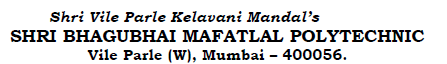 Shri Vile Parle Kelavani Mandal’s
SHRI BHAGUBHAI MAFATLAL POLYTECHNIC
Vile Parle (W), Mumbai – 400056.